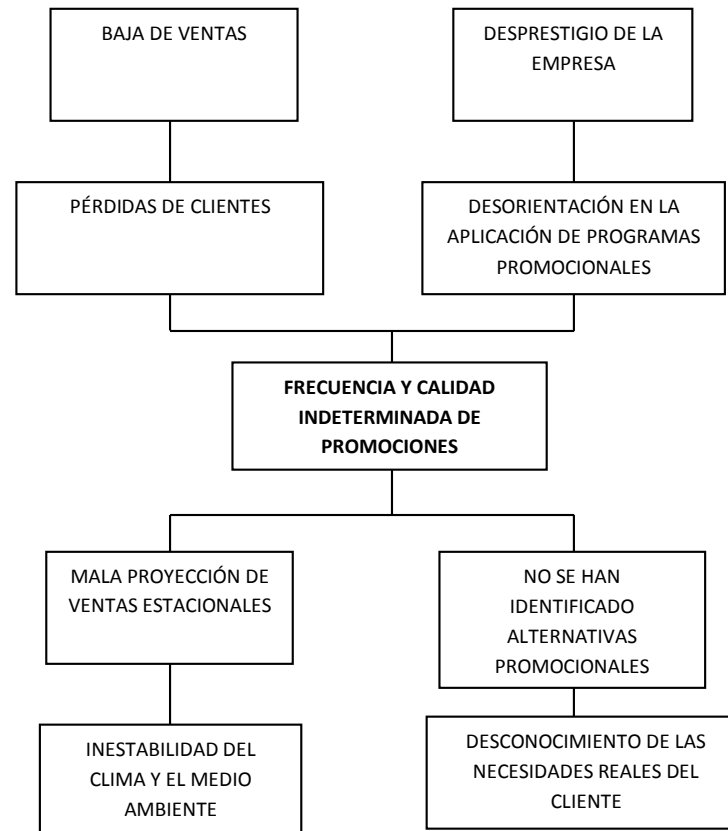 BAJA DE VENTAS
DESPRESTIGIO DE LA
EMPRESA
PÉRDIDAS DE CLIENTES
DESORIENTACIÓN EN LA
APLICACIÓN DE PROGRAMAS
PROMOCIONALES
FRECUENCIA Y CALIDAD
INDETERMINADA DE
PROMOCIONES
MALA PROYECCIÓN DE
VENTAS ESTACIONALES
NO SE HAN
IDENTIFICADO
ALTERNATIVAS
PROMOCIONALES
INESTABILIDAD DEL
CLIMA Y EL MEDIO
AMBIENTE
DESCONOCIMIENTO DE LAS
NECESIDADES REALES DEL
CLIENTE